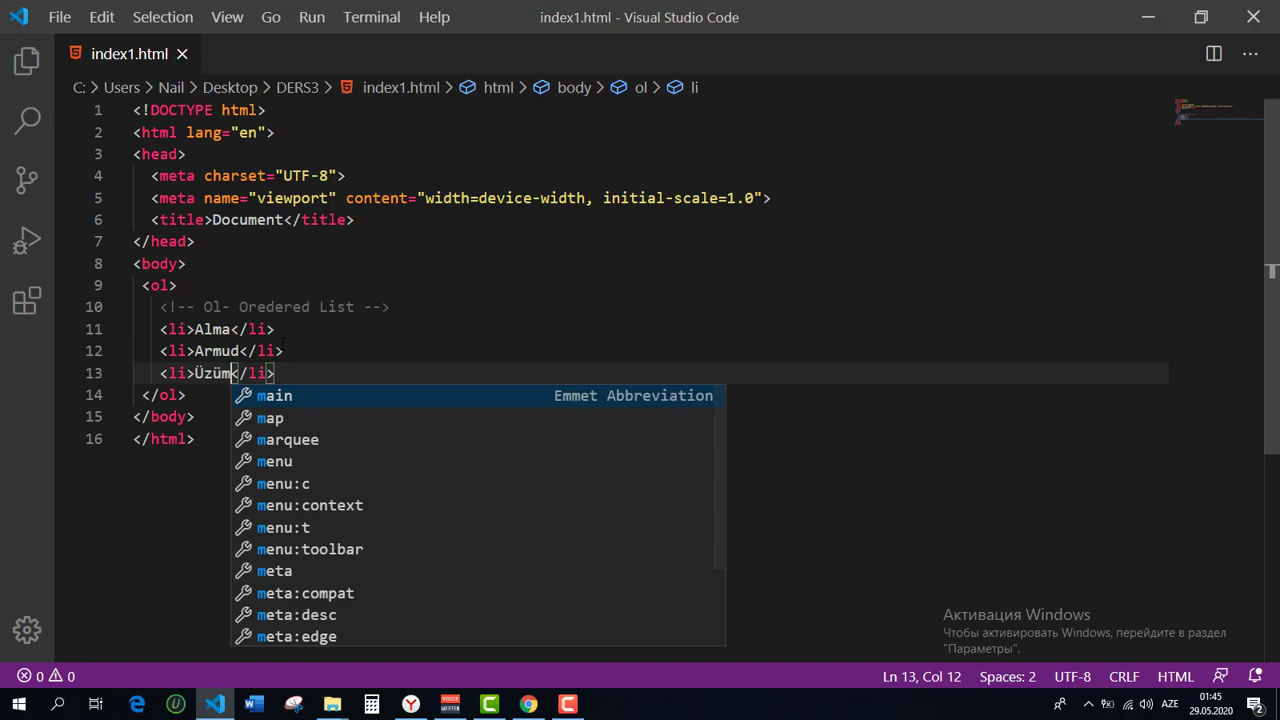 File Edit Selection View Go Run Terminal Help index1.html - Visual Studio Code
index1.html
C: > Users > Nail > Desktop > DERS3 > index1.html > html > body > ol > li
1 <!DOCTYPE html>
2 <html lang="en">
3 <head>
4 <meta charset="UTF-8">
5 <meta name="viewport" content="width=device-width, initial-scale=1.0">
6 <title>Document</title>
7 </head>
8 <body>
9 <ol>
10 <!-- Ol- Oredered List -->
11 <li>Alma</li>
12 <li>Armud</li>
13 <li>Üzüm</li>
14 </ol>
15 </body>
16 </html>
main Emmet Abbreviation
map
marquee
menu
menu:c
menu:context
menu:t
menu:toolbar
meta
meta:compat
meta:desc
meta:edge
Активация Windows
Чтобы активировать Windows, перейдите в раздел
"Параметры".
0 0 Ln 13, Col 12 Spaces: 2 UTF-8 CRLF HTML
VOICE
MEETER
AZE
01:45
29.05.2020
2